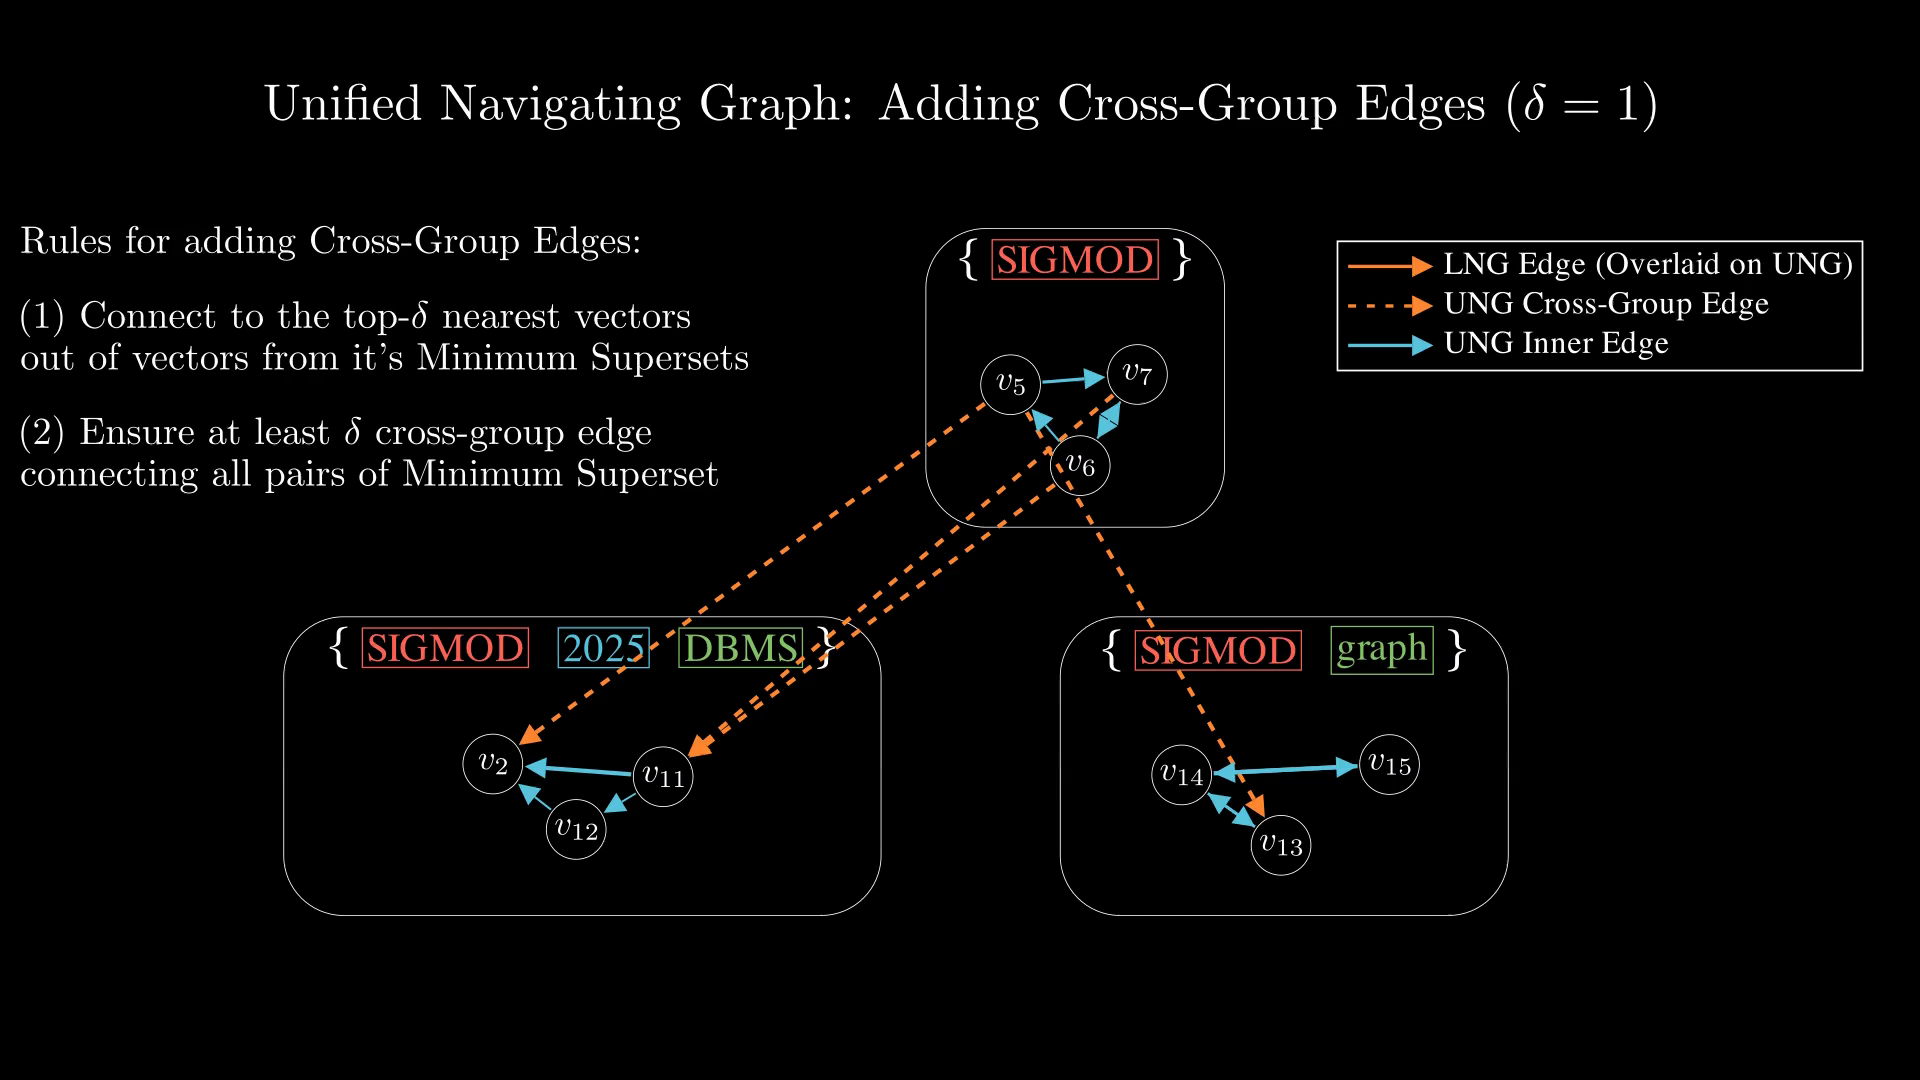 Unified Navigating Graph: Adding Cross-Group Edges (δ = 1)
Rules for adding Cross-Group Edges:
(1) Connect to the top-δ nearest vectors
out of vectors from it's Minimum Supersets
(2) Ensure at least δ cross-group edge
connecting all pairs of Minimum Superset
{ SIGMOD }
v5
v7
v6
LNG Edge (Overlaid on UNG)
UNG Cross-Group Edge
UNG Inner Edge
{ SIGMOD 2025 DBMS }
v2
v11
v12
{ SIGMOD graph }
v14
v15
v13